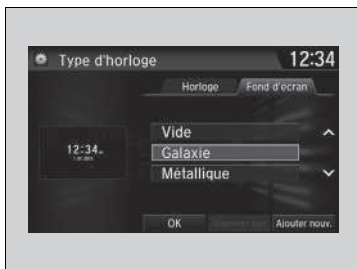 Type d'horloge
12:34
Horloge
Fond d'écran
Vide
12:34
Galaxie
Métallique
OK
Ajouter nouv.